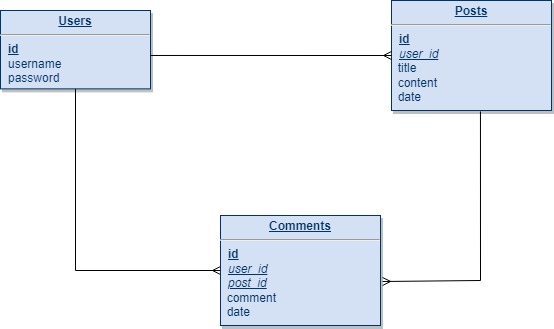 Users
id
username
password
Posts
id
user_id
title
content
date
Comments
id
user_id
post_id
comment
date